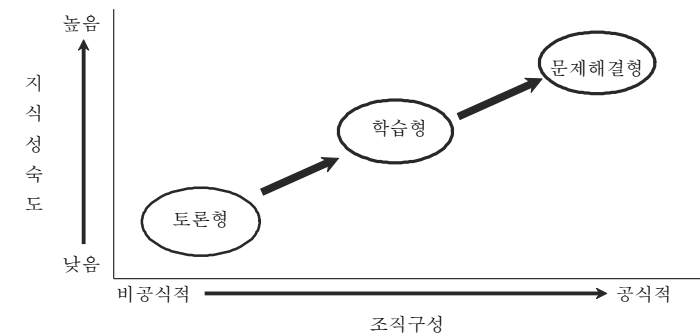 높음
지식성숙도
낮음
문제해결형
학습형
토론형
비공식적
공식적
조직구성